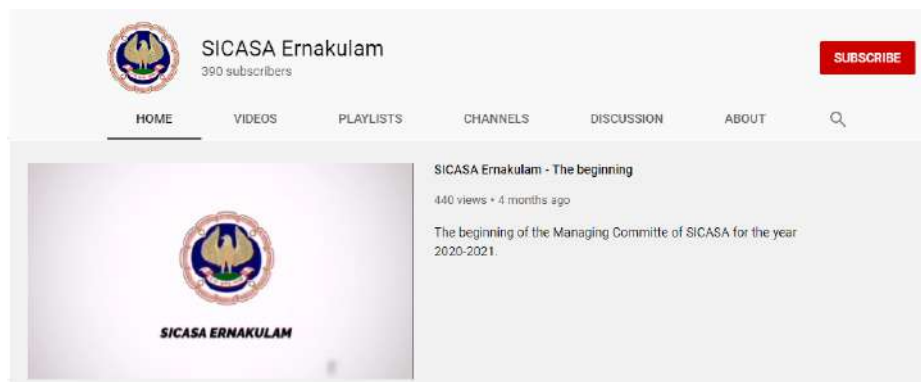 SICASA Ernakulam
390 subscribers
SUBSCRIBE
HOME VIDEOS PLAYLISTS CHANNELS DISCUSSION ABOUT
SICASA Ernakulam - The beginning
440 views • 4 months ago
The beginning of the Managing Committe of SICASA for the year
2020-2021.
SICASA ERNAKULAM